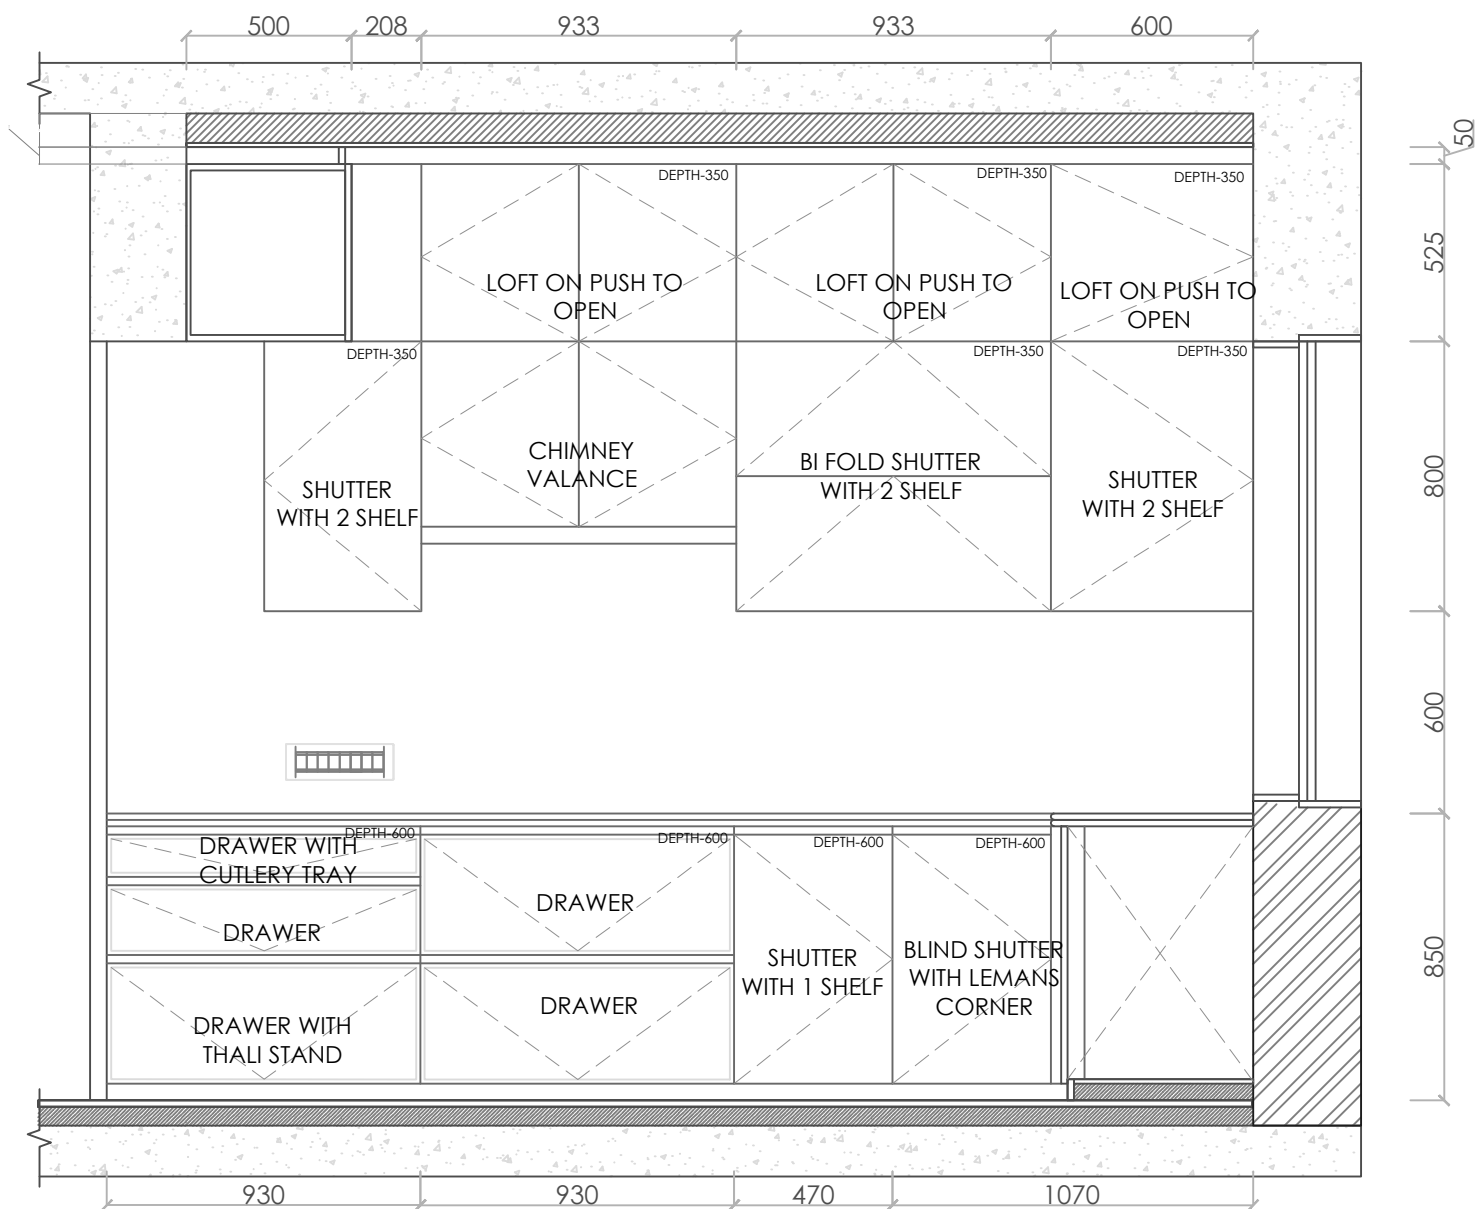 500
208
933
933
600
50
DEPTH-350
DEPTH-350
DEPTH-350
525
LOFT ON PUSH TO
OPEN
LOFT ON PUSH TO
OPEN
LOFT ON PUSH TO
OPEN
DEPTH-350
DEPTH-350
DEPTH-350
SHUTTER
WITH 2 SHELF
CHIMNEY
VALANCE
BI FOLD SHUTTER
WITH 2 SHELF
SHUTTER
WITH 2 SHELF
800
600
DEPTH-600
DEPTH-600
DEPTH-600
DEPTH-600
DRAWER WITH
CUTLERY TRAY
DRAWER
DRAWER WITH
THALI STAND
DRAWER
DRAWER
SHUTTER
WITH 1 SHELF
BLIND SHUTTER
WITH LEMANS
CORNER
850
930
930
470
1070